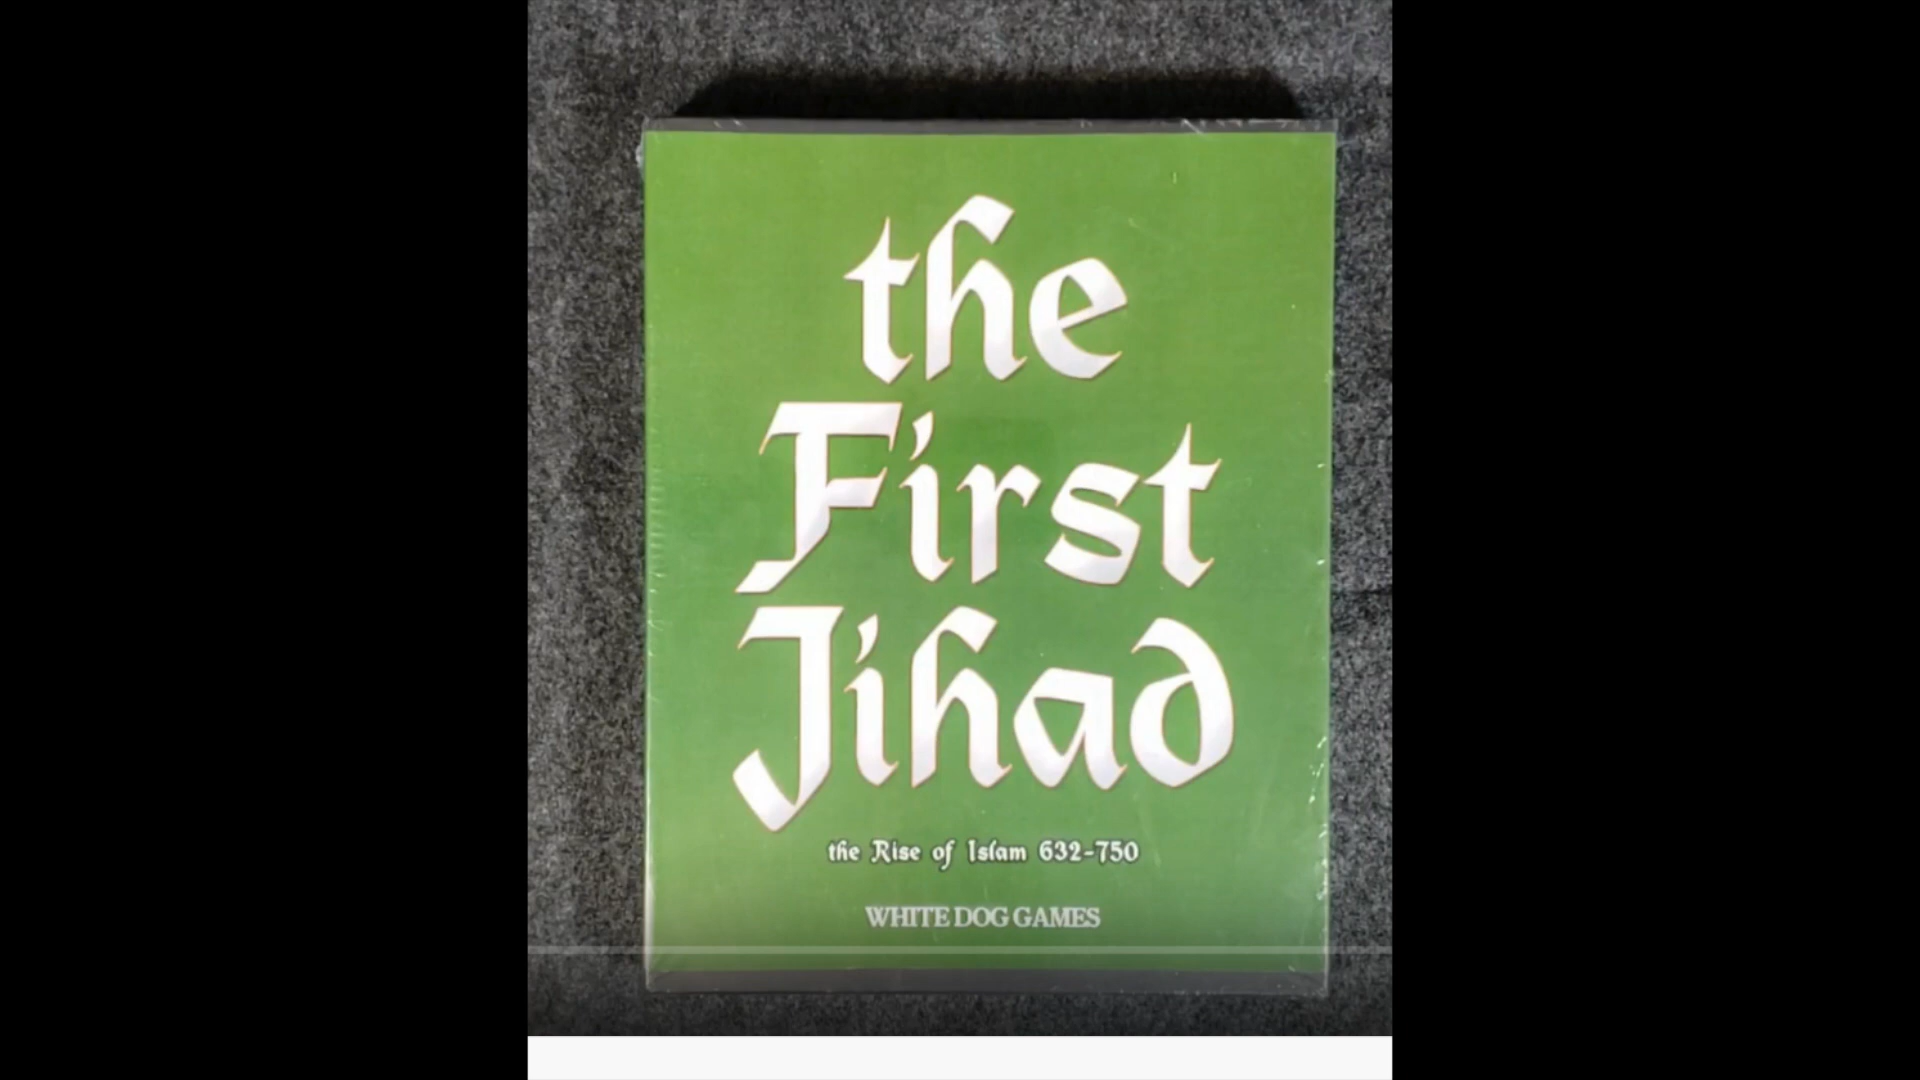 the
First
Jihad
the Rise of Islam 632-750
WHITE DOG GAMES